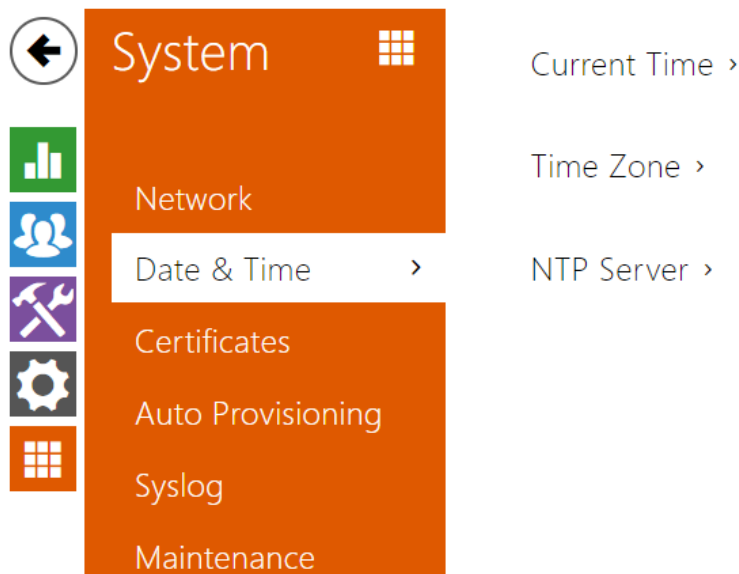 System
Network
Date & Time
Certificates
Auto Provisioning
Syslog
Maintenance
Current Time
Time Zone
NTP Server